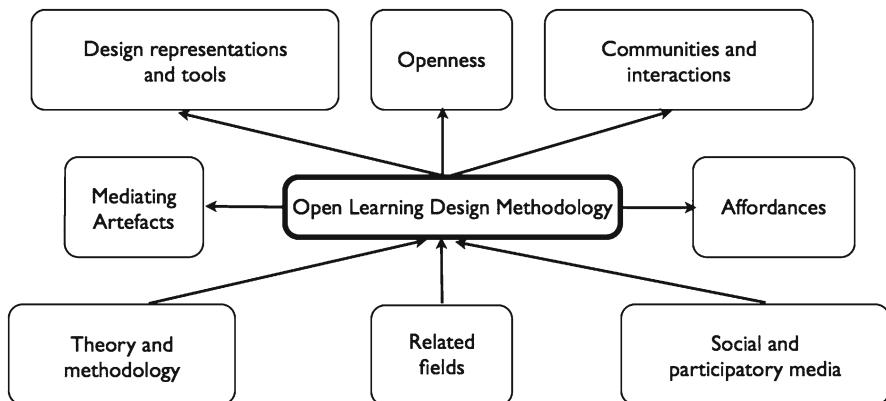 Design representations
and tools
Openness
Communities and
interactions
Mediating
Artefacts
Open Learning Design Methodology
Affordances
Theory and
methodology
Related
fields
Social and
participatory media